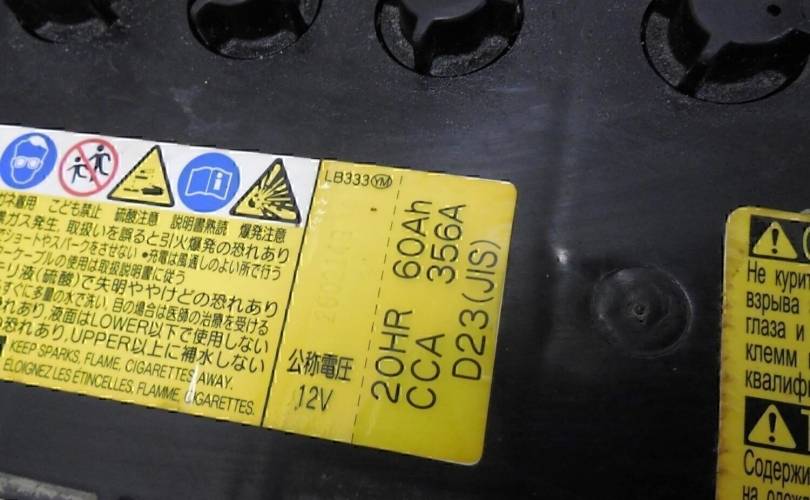 こども禁止 硫酸注意 説明書熟読 爆発注意
ガス発生, 取扱いを誤ると引火爆発の恐れあり
ショートやスパークをさせない •充電は風通しのよい所で行う
ケーブルの使用は取扱説明書に従う
液(硫酸)で失明ややけどの恐れあり
すぐに多量の水で洗い, 目の場合は医師の治療を受ける
恐れあり, 液面はLOWER以下で使用しない
恐れあり, UPPER以上に補水しない
KEEP SPARKS, FLAME, CIGARETTES AWAY.
ELOIGNEZ LES ÉTINCELLES, FLAMME, CIGARETTES.
LB333 YM
公称電圧
12V
20HR 60Ah
CCA 356A
D23(JIS)
Не кури
взрыва
глаза и
клемм
квалиф
Содержи